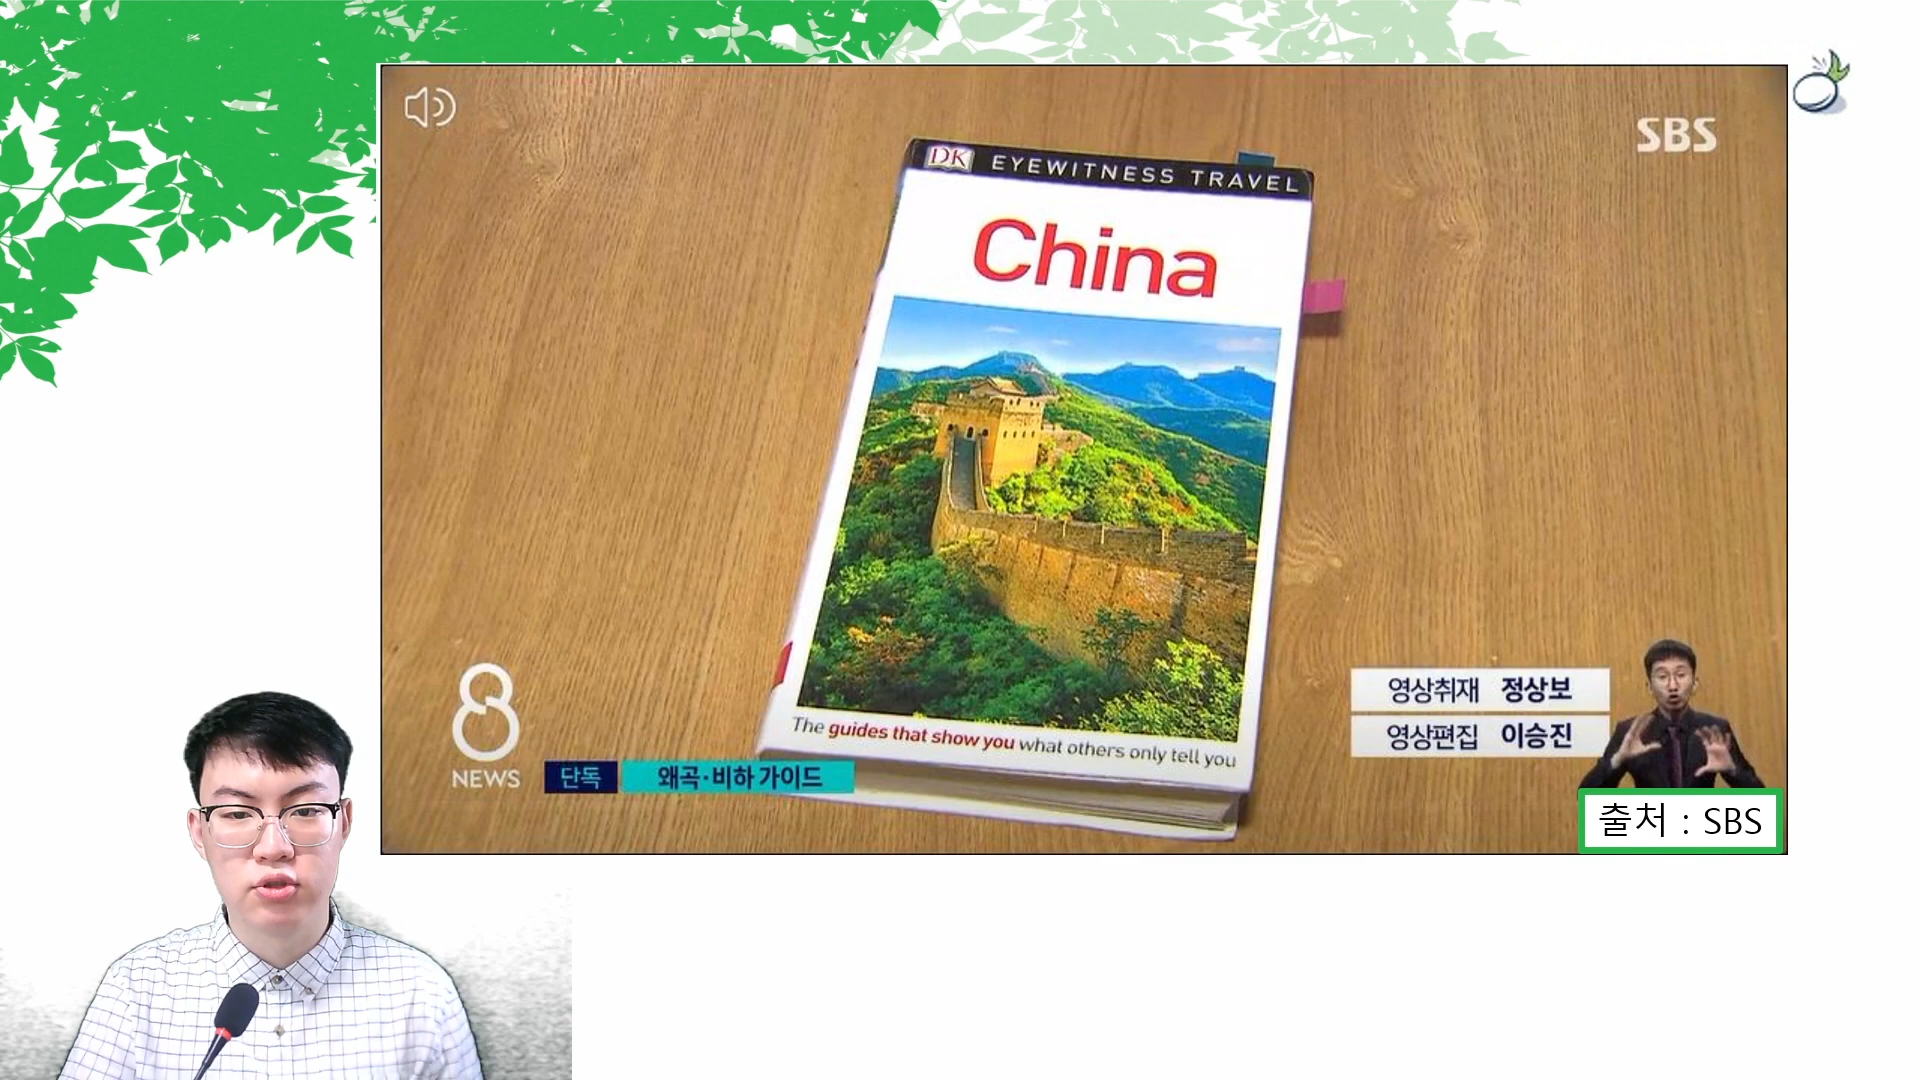 SBS
DK EYEWITNESS TRAVEL
China
The guides that show you what others only tell you
8
NEWS
단독 왜곡·비하 가이드
영상취재 정상보
영상편집 이승진
출처 : SBS